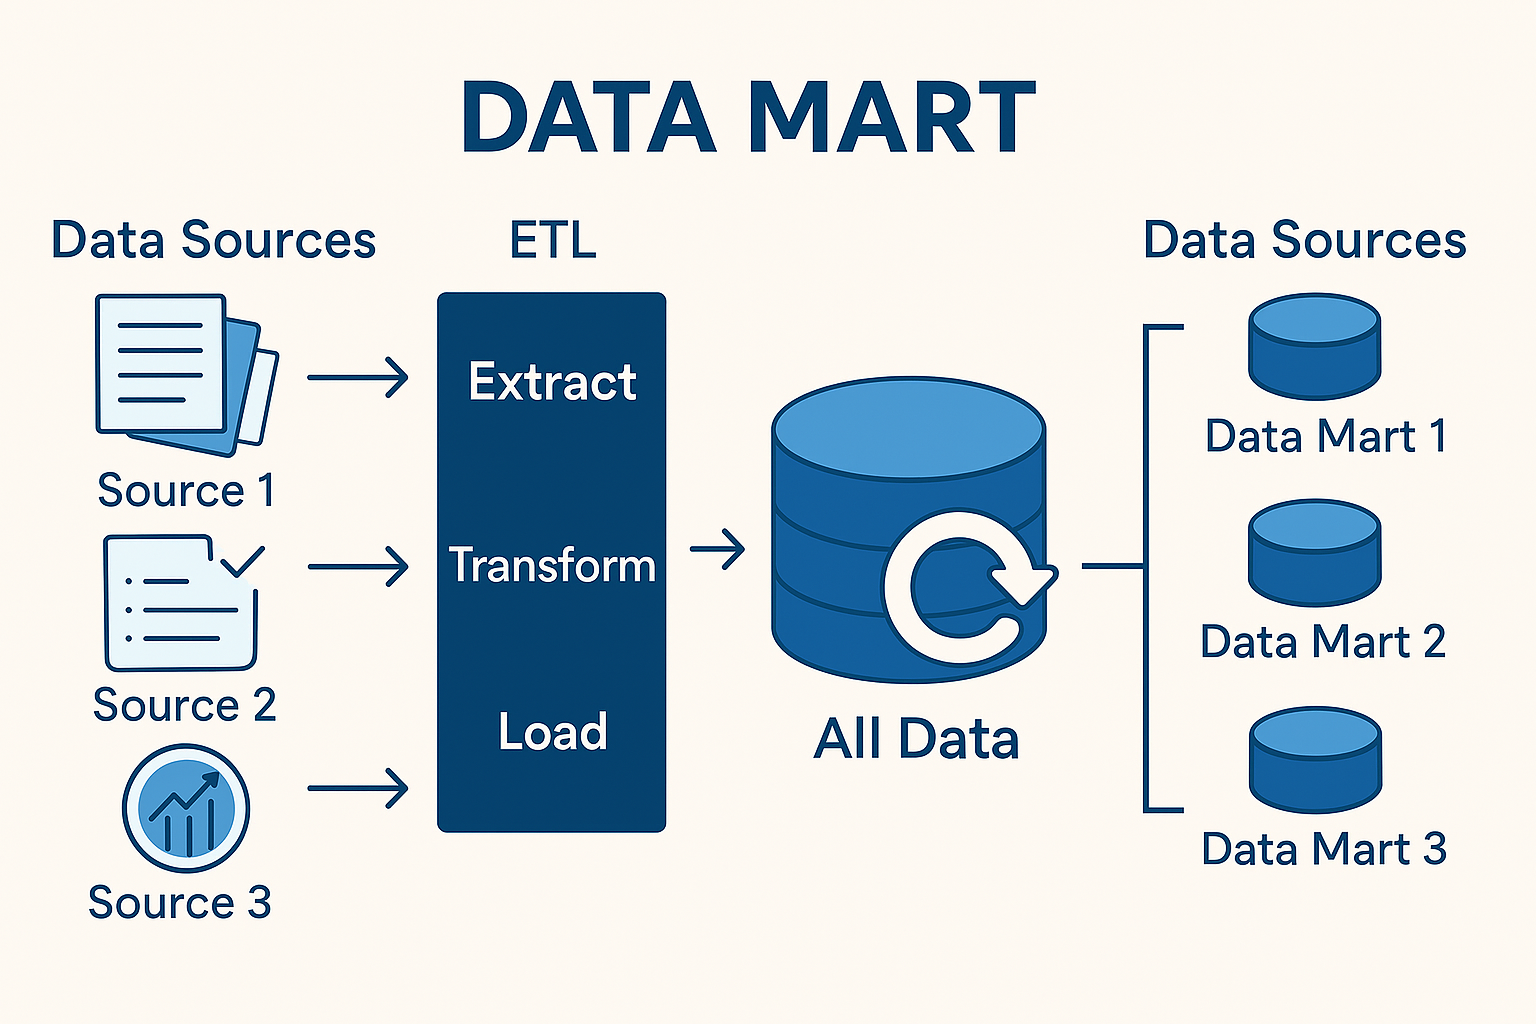 DATA MART
Data Sources
Source 1
Source 2
Source 3
ETL
Extract
Transform
Load
All Data
Data Sources
Data Mart 1
Data Mart 2
Data Mart 3